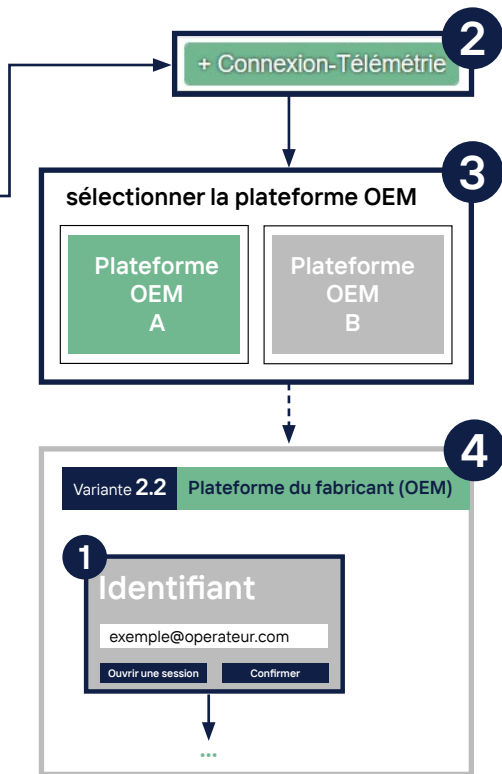 2
+ Connexion-Télémétrie
3
sélectionner la plateforme OEM
Plateforme
OEM
A
Plateforme
OEM
B
4
Variante 2.2 Plateforme du fabricant (OEM)
1
Identifiant
exemple@operateur.com
Ouvrir une session Confirmer
...